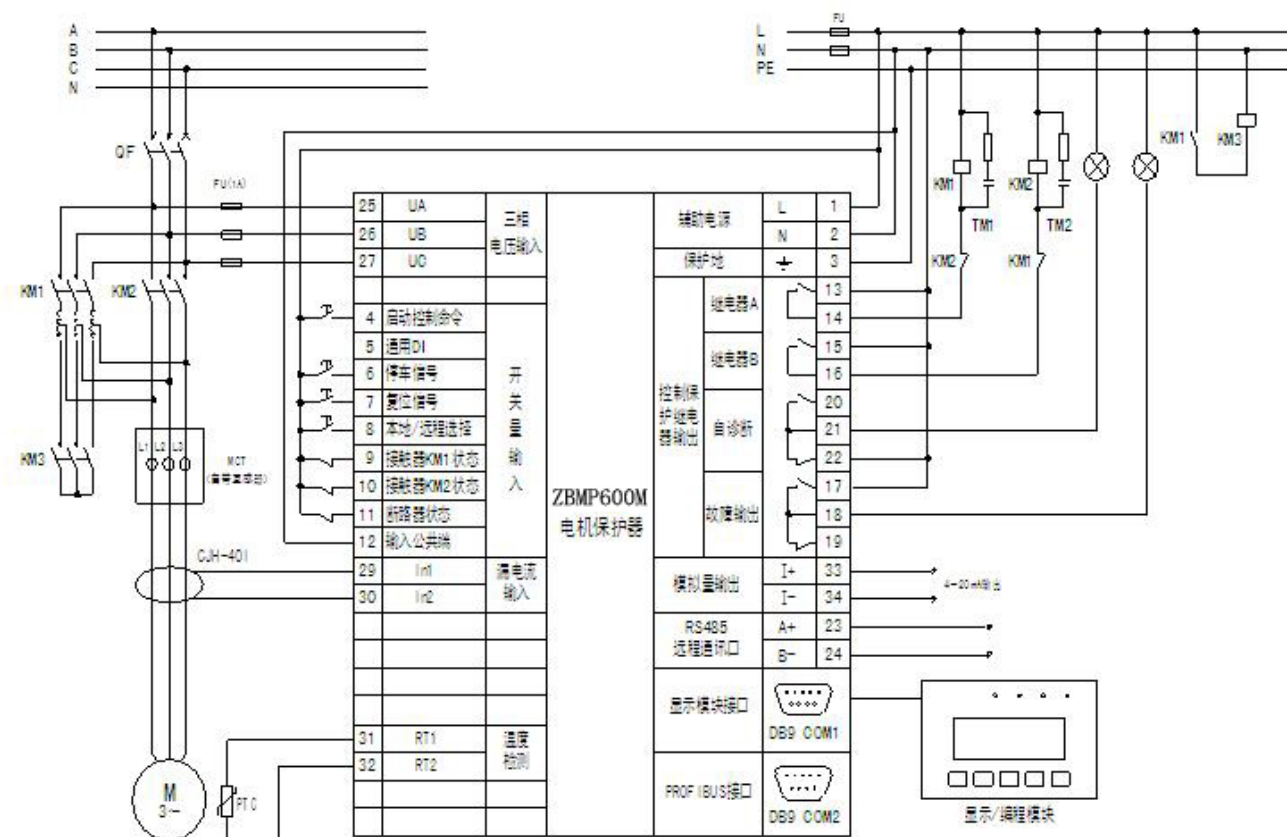 A
B
C
N
QF
FU(1A)
KM1
KM2
KM3
L1 L2 L3
MCT
CJH-40I
M
3~
PTC
25 UA
26 UB
27 UC
三相
电压输入
4 启动控制命令
5 通用DI
6 停车信号
7 复位信号
8 本地/远程选择
9 接触器KM1状态
10 接触器KM2状态
11 断路器状态
12 输入公共端
开
关
量
输
入
29 In1
30 In2
漏电流
输入
31 RT1
32 RT2
温度
检测
ZBMP600M
电机保护器
辅助电源
L 1
N 2
保护地
3
控制保
护继电
器输出
继电器A
13
14
继电器B
15
16
自诊断
20
21
22
故障输出
17
18
19
模拟量输出
I+ 33
I- 34
4-20mA输出
RS485
远程通讯口
A+ 23
B- 24
显示模块接口
DB9 COM1
PROFIBUS接口
DB9 COM2
显示/编程模块
L
N
PE
FU
KM1
TM1
KM2
TM2
KM2
KM1
KM1
KM3